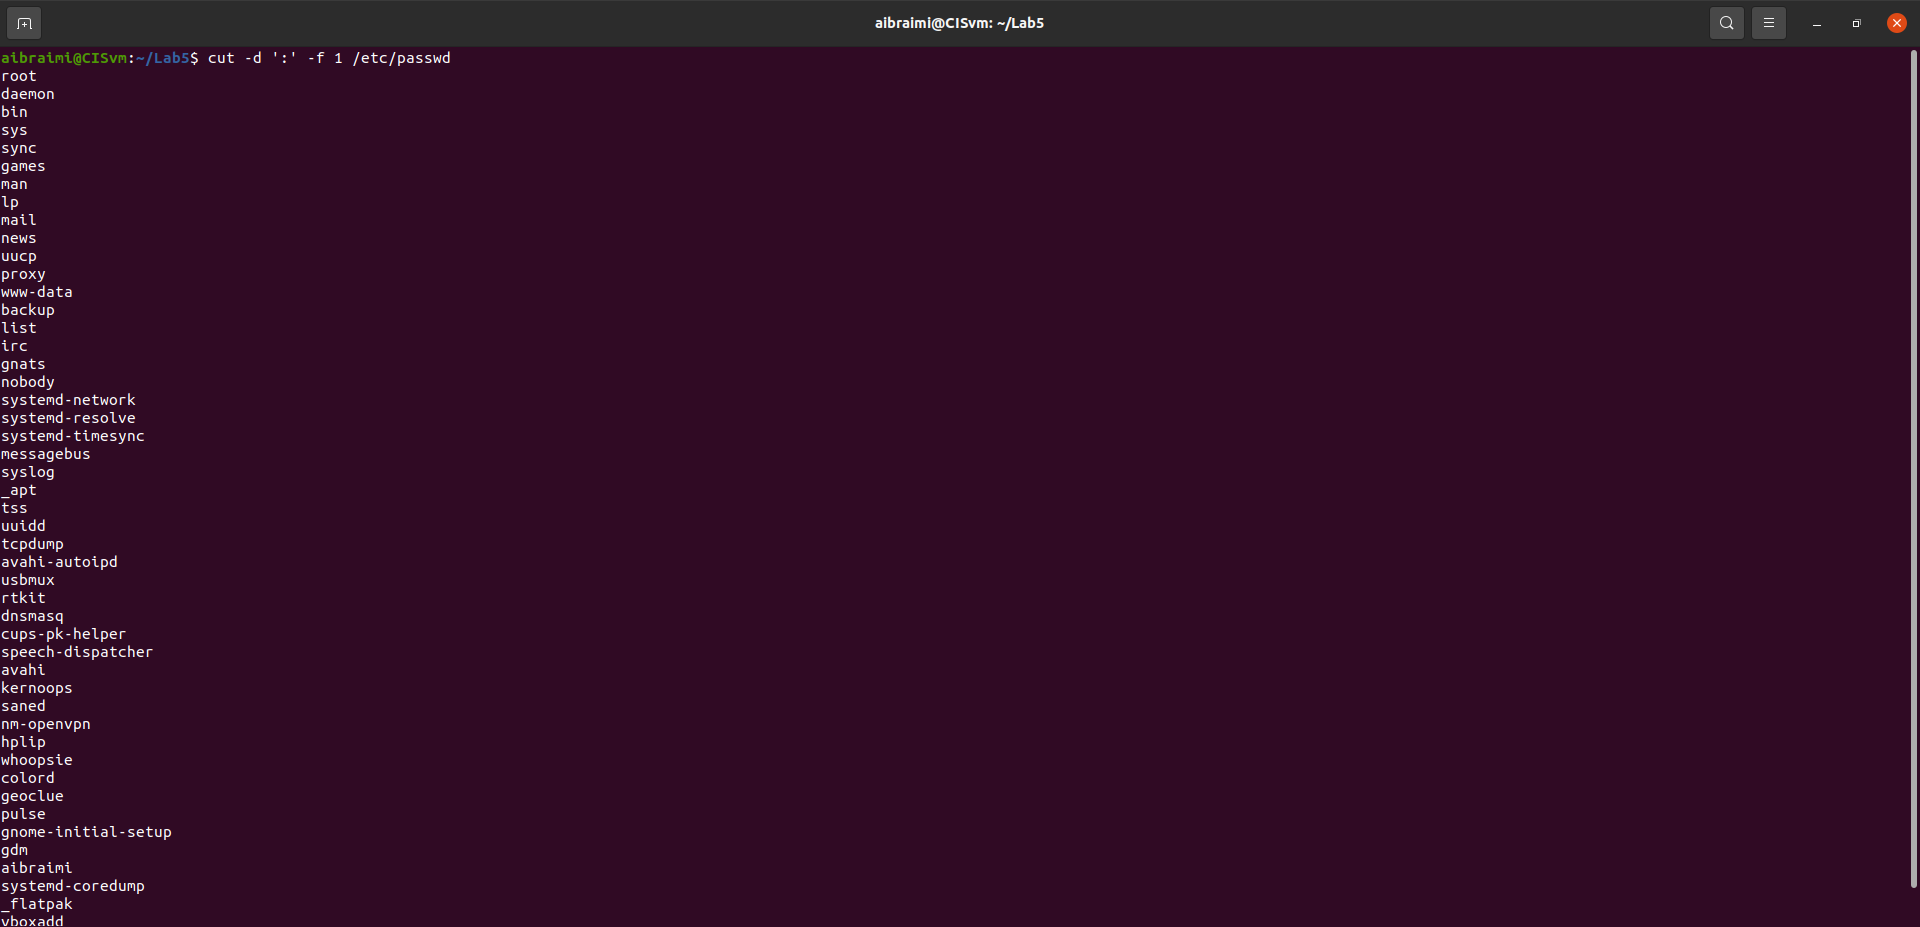 aibraimi@CISvm: ~/Lab5
aibraimi@CISvm:~/Lab5$ cut -d ':' -f 1 /etc/passwd
root
daemon
bin
sys
sync
games
man
lp
mail
news
uucp
proxy
www-data
backup
list
irc
gnats
nobody
systemd-network
systemd-resolve
systemd-timesync
messagebus
syslog
_apt
tss
uuidd
tcpdump
avahi-autoipd
usbmux
rtkit
dnsmasq
cups-pk-helper
speech-dispatcher
avahi
kernoops
saned
nm-openvpn
hplip
whoopsie
colord
geoclue
pulse
gnome-initial-setup
gdm
aibraimi
systemd-coredump
_flatpak
vboxadd